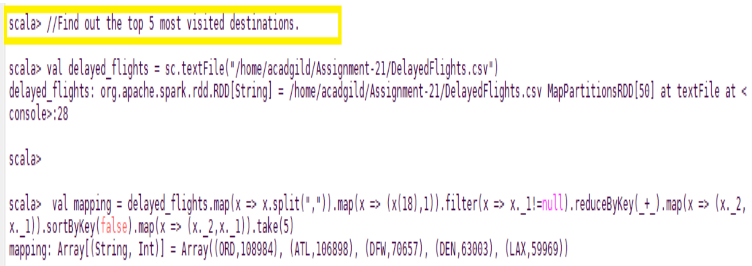 scala> //Find out the top 5 most visited destinations.
scala> val delayed_flights = sc.textFile("/home/acadgild/Assignment-21/DelayedFlights.csv")
delayed_flights: org.apache.spark.rdd.RDD[String] = /home/acadgild/Assignment-21/DelayedFlights.csv MapPartitionsRDD[50] at textFile at <
console>:28
scala>
scala>  val mapping = delayed_flights.map(x => x.split(",")).map(x => (x(18),1)).filter(x => x._1!=null).reduceByKey(_+_).map(x => (x._2,
x._1)).sortByKey(false).map(x => (x._2,x._1)).take(5)
mapping: Array[(String, Int)] = Array((ORD,108984), (ATL,106898), (DFW,70657), (DEN,63003), (LAX,59969))